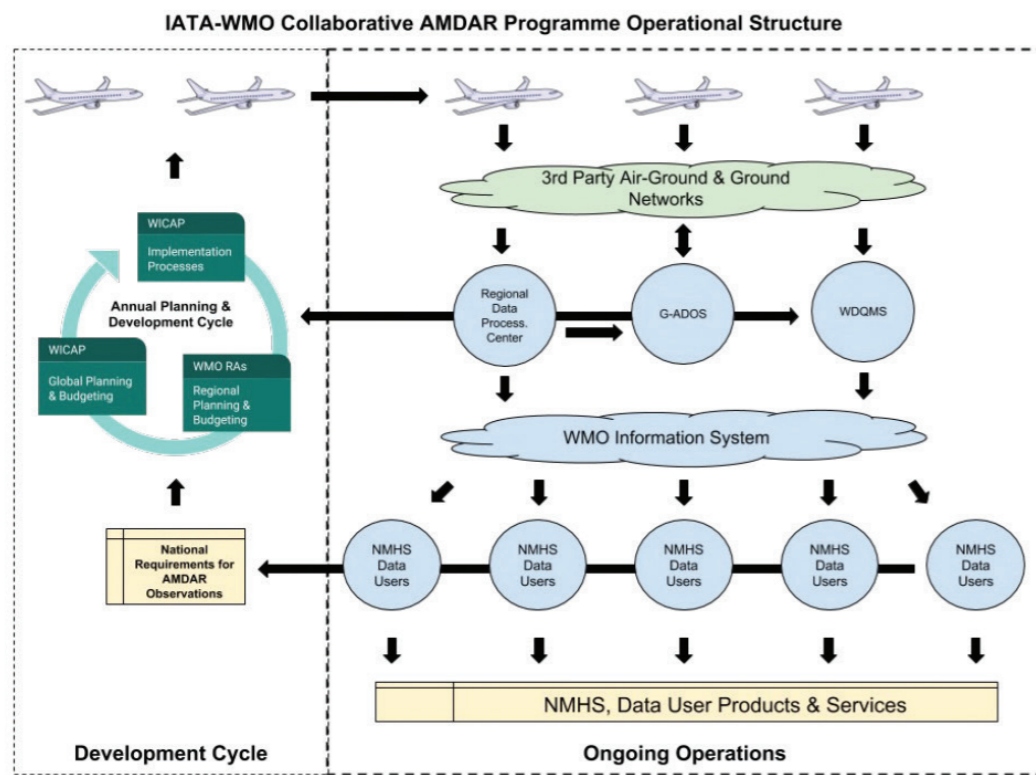 IATA-WMO Collaborative AMDAR Programme Operational Structure
3rd Party Air-Ground & Ground
Networks
WICAP
Implementation
Processes
Annual Planning &
Development Cycle
WICAP
Global Planning
& Budgeting
WMO RAs
Regional
Planning &
Budgeting
Regional
Data
Process.
Center
G-ADOS
WDQMS
WMO Information System
National
Requirements for
AMDAR
Observations
NMHS
Data
Users
NMHS
Data
Users
NMHS
Data
Users
NMHS
Data
Users
NMHS
Data
Users
NMHS, Data User Products & Services
Development Cycle
Ongoing Operations